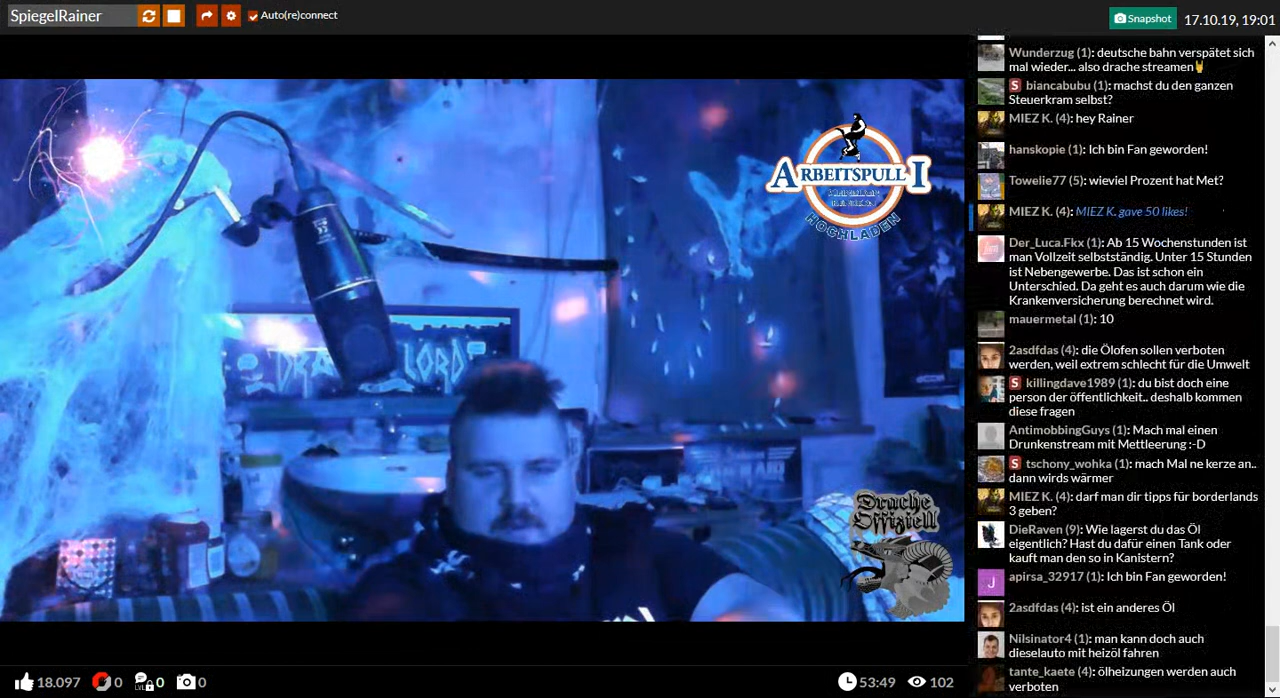 SpiegelRainer
Auto(re)connect
Snapshot
17.10.19, 19:01
ARBEITSPULLI
HOCHLADEN
LORD
Drache
Offiziell
Wunderzug (1): deutsche bahn verspätet sich
mal wieder... also drache streamen🤘
S biancabubu (1): machst du den ganzen
Steuerkram selbst?
MIEZ K. (4): hey Rainer
hanskopie (1): Ich bin Fan geworden!
Towelie77 (5): wieviel Prozent hat Met?
MIEZ K. (4): MIEZ K. gave 50 likes!
Der_Luca.Fkx (1): Ab 15 Wochenstunden ist
man Vollzeit selbstständig. Unter 15 Stunden
ist Nebengewerbe. Das ist schon ein
Unterschied. Da geht es auch darum wie die
Krankenversicherung berechnet wird.
mauermetal (1): 10
2asdfdas (4): die Ölofen sollen verboten
werden, weil extrem schlecht für die Umwelt
S killingdave1989 (1): du bist doch eine
person der öffentlichkeit.. deshalb kommen
diese fragen
AntimobbingGuys (1): Mach mal einen
Drunkenstream mit Mettleerung :-D
S tschony_wohka (1): mach Mal ne kerze an..
dann wirds wärmer
MIEZ K. (4): darf man dir tipps für borderlands
3 geben?
DieRaven (9): Wie lagerst du das Öl
eigentlich? Hast du dafür einen Tank oder
kauft man den so in Kanistern?
J
apirsa_32917 (1): Ich bin Fan geworden!
2asdfdas (4): ist ein anderes Öl
Nilsinator4 (1): man kann doch auch
dieselauto mit heizöl fahren
tante_kaete (4): ölheizungen werden auch
verboten
18.097
0
LVL 0
0
53:49
102